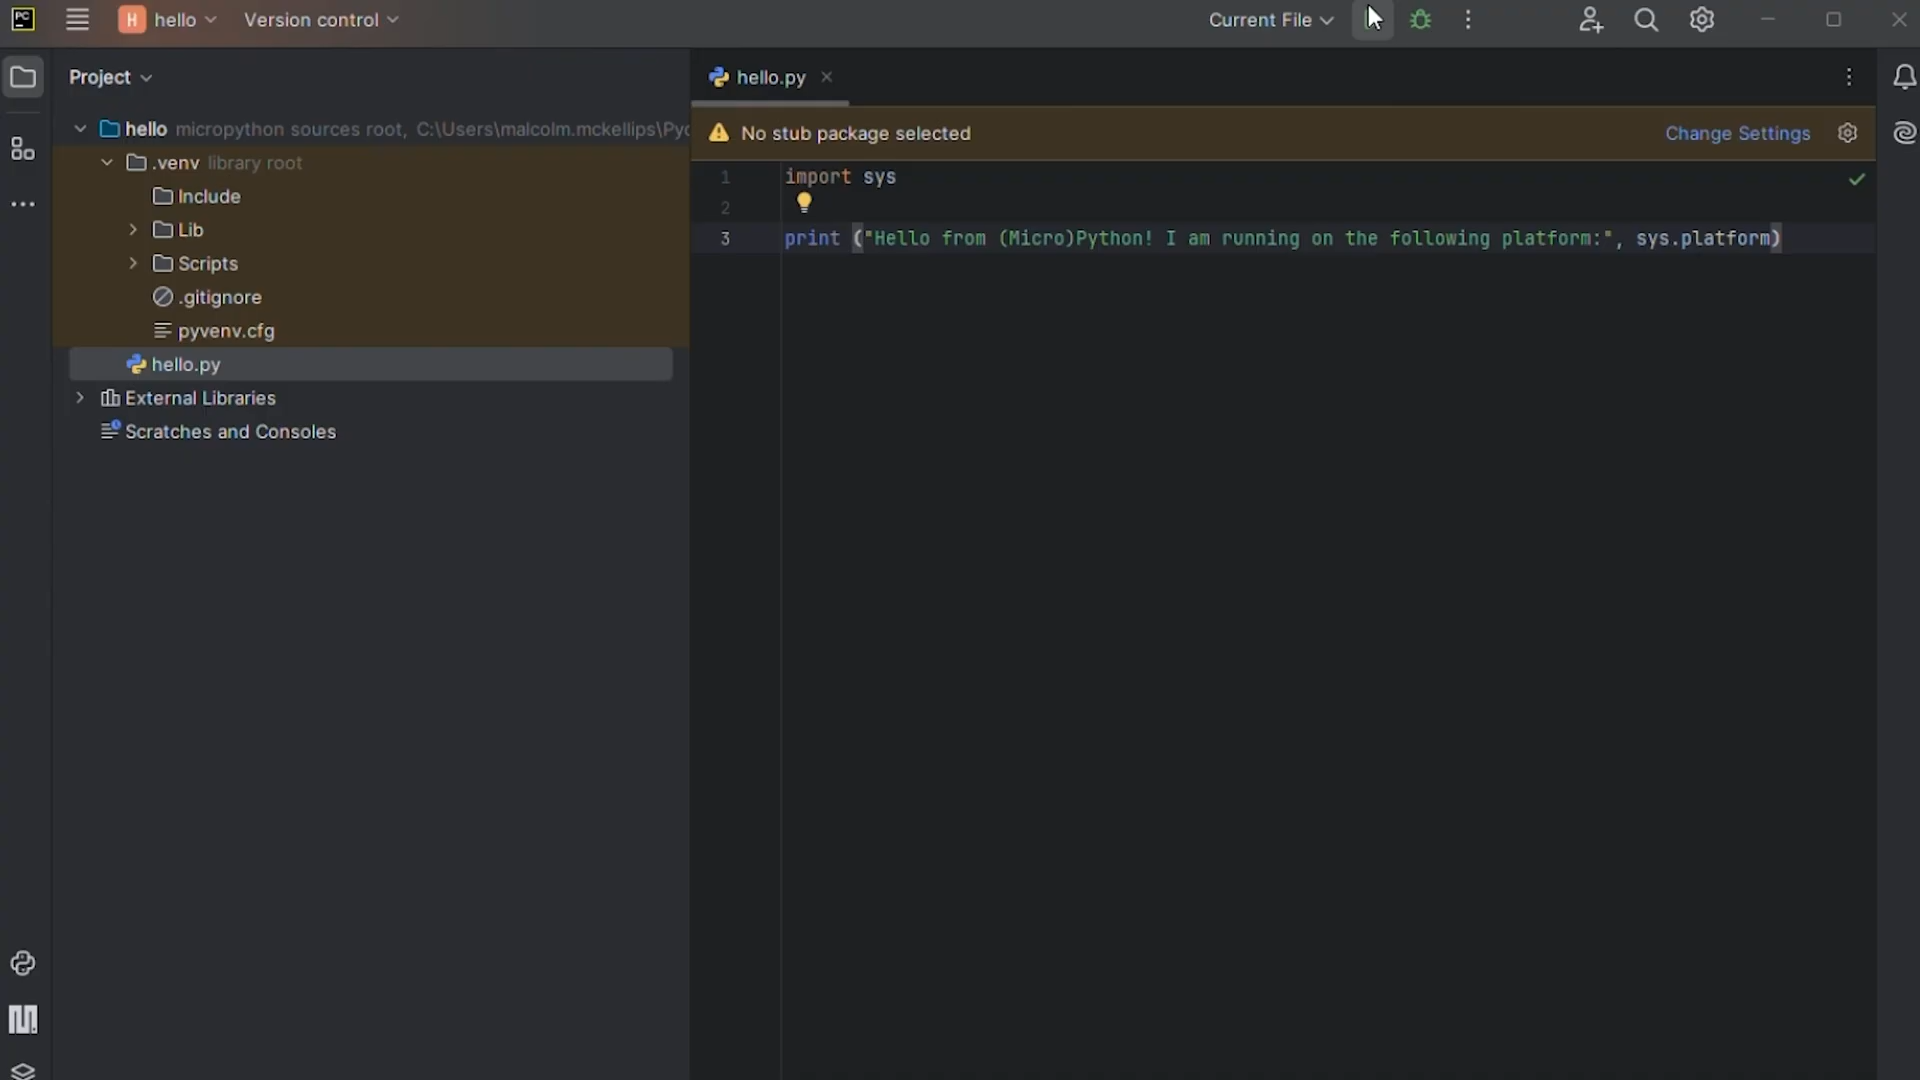 PC
H hello Version control
Current File
Project
hello micropython sources root, C:\Users\malcolm.mckellips\Pyc
.venv library root
Include
Lib
Scripts
.gitignore
pyvenv.cfg
hello.py
External Libraries
Scratches and Consoles
hello.py
No stub package selected
Change Settings
1 import sys
2
3 print ("Hello from (Micro)Python! I am running on the following platform:", sys.platform)